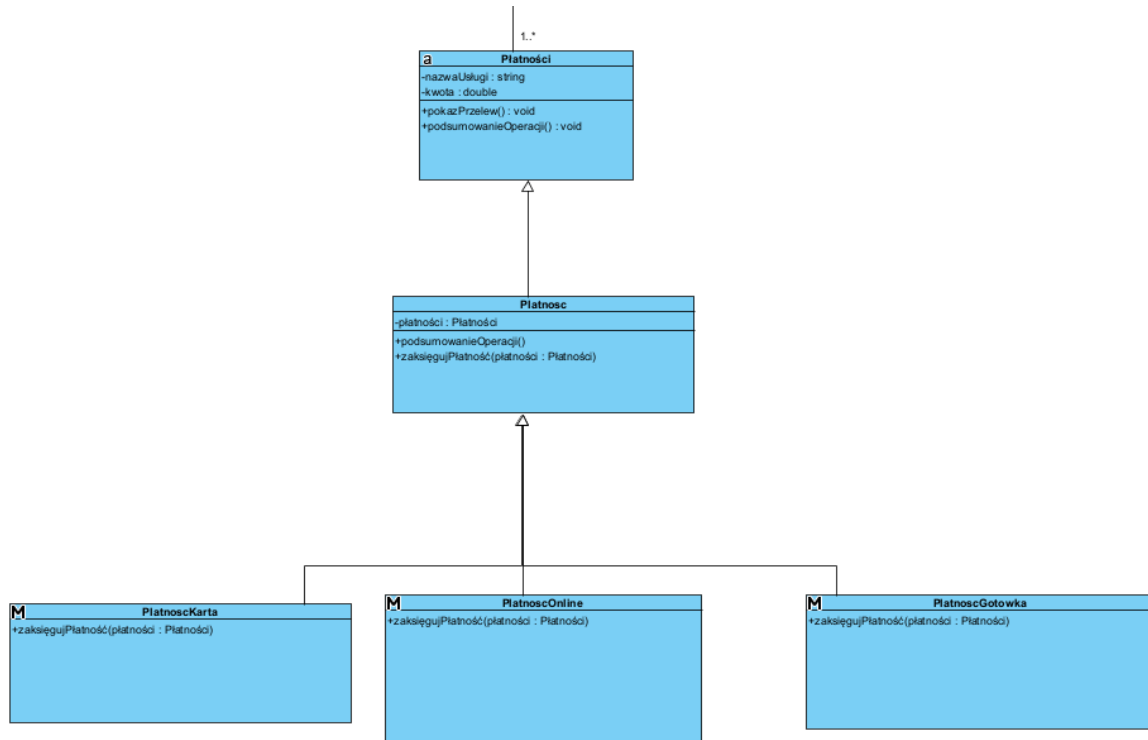 1..*
a
Płatności
-nazwaUsługi : string
-kwota : double
+pokazPrzelew() : void
+podsumowanieOperacji() : void
Platnosc
-płatności : Płatności
+podsumowanieOperacji()
+zaksięgujPłatność(płatności : Płatności)
M
PlatnoscKarta
+zaksięgujPłatność(płatności : Płatności)
M
PlatnoscOnline
+zaksięgujPłatność(płatności : Płatności)
M
PlatnoscGotowka
+zaksięgujPłatność(płatności : Płatności)